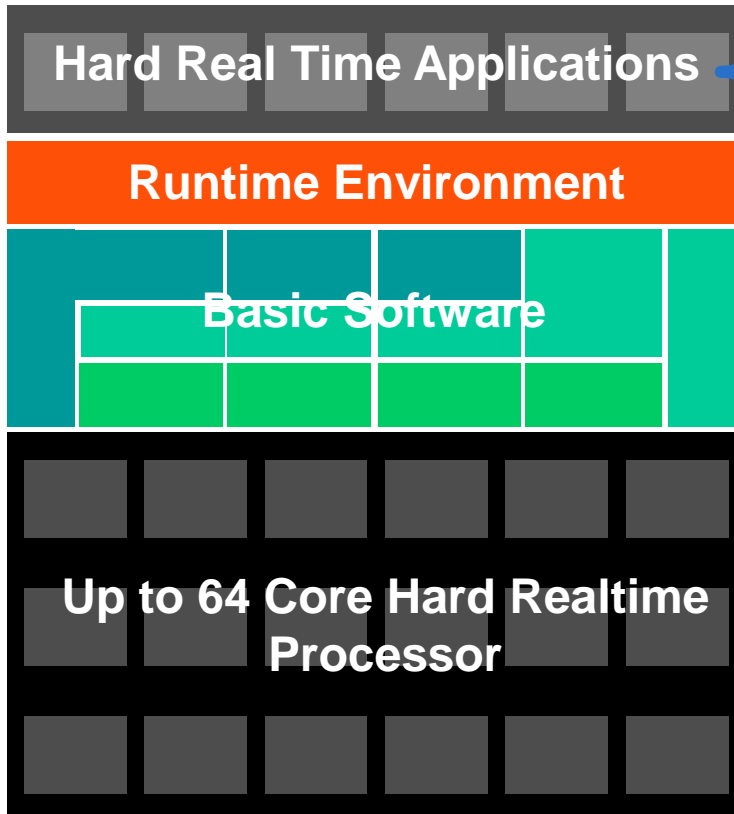 Hard Real Time Applications
Runtime Environment
Basic Software
Up to 64 Core Hard Realtime
Processor